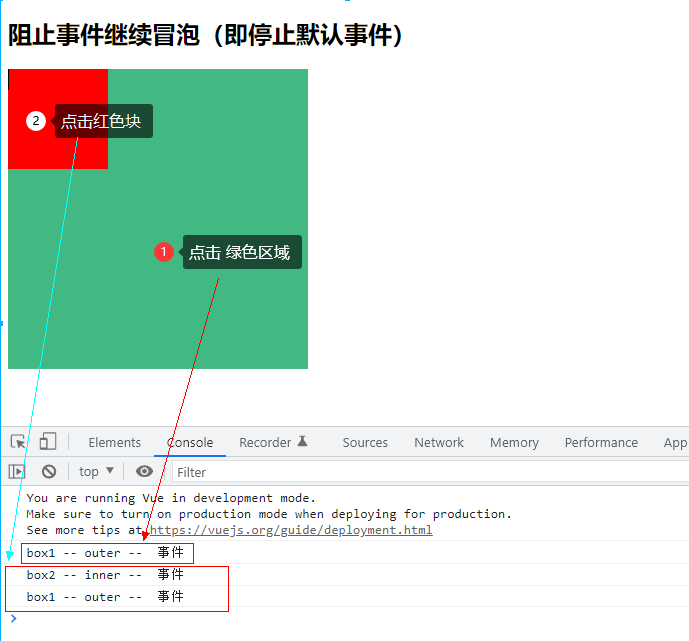 阻止事件继续冒泡（即停止默认事件）
2 点击红色块
1 点击 绿色区域
Elements Console Recorder Sources Network Memory Performance App
top Filter
You are running Vue in development mode.
Make sure to turn on production mode when deploying for production.
See more tips at https://vuejs.org/guide/deployment.html
box1 -- outer -- 事件
box2 -- inner -- 事件
box1 -- outer -- 事件